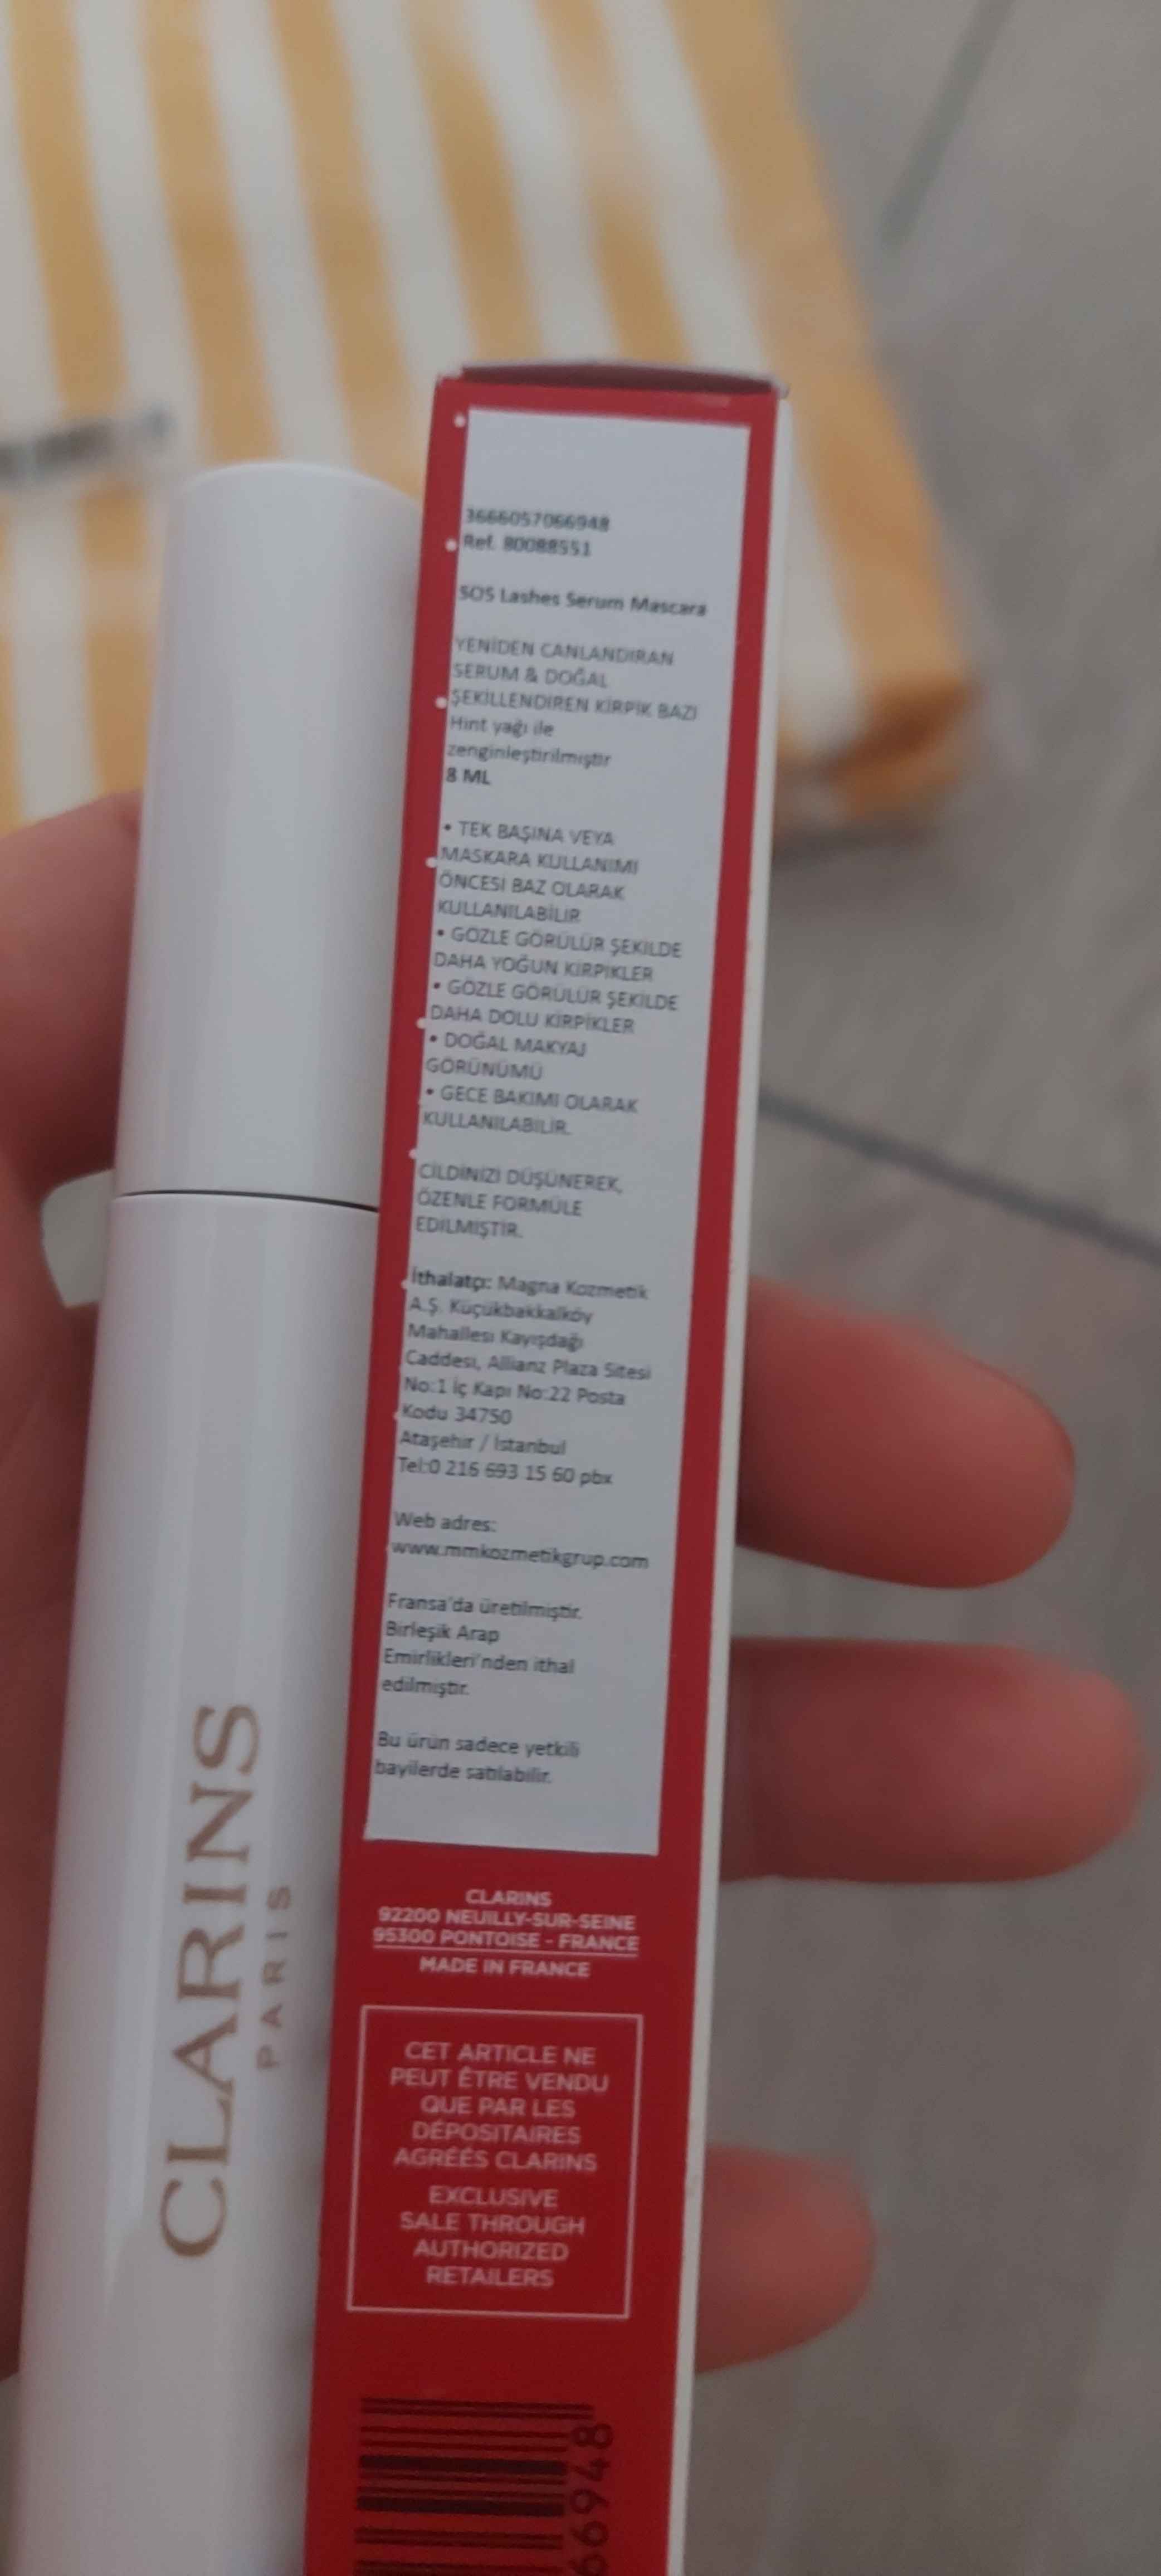 3666057066948
Ref. 80088551
SOS Lashes Serum Mascara
YENİDEN CANLANDIRAN
SERUM & DOĞAL
ŞEKİLLENDİREN KİRPİK BAZI
Hint yağı ile
zenginleştirilmiştir
8 ML
• TEK BAŞINA VEYA
MASKARA KULLANIMI
ÖNCESİ BAZ OLARAK
KULLANILABİLİR
• GÖZLE GÖRÜLÜR ŞEKİLDE
DAHA YOĞUN KİRPİKLER
• GÖZLE GÖRÜLÜR ŞEKİLDE
DAHA DOLU KİRPİKLER
• DOĞAL MAKYAJ
GÖRÜNÜMÜ
• GECE BAKIMI OLARAK
KULLANILABİLİR.
CİLDİNİZİ DÜŞÜNEREK,
ÖZENLE FORMÜLE
EDİLMİŞTİR.
İthalatçı: Magna Kozmetik
A.Ş. Küçükbakkalköy
Mahallesi Kayışdağı
Caddesi, Allianz Plaza Sitesi
No:1 İç Kapı No:22 Posta
Kodu 34750
Ataşehir / İstanbul
Tel:0 216 693 15 60 pbx
Web adres:
www.mmkozmetikgrup.com
Fransa'da üretilmiştir.
Birleşik Arap
Emirlikleri'nden ithal
edilmiştir.
Bu ürün sadece yetkili
bayilerde satılabilir.
CLARINS
92200 NEUILLY-SUR-SEINE
95300 PONTOISE - FRANCE
MADE IN FRANCE
CET ARTICLE NE
PEUT ÊTRE VENDU
QUE PAR LES
DÉPOSITAIRES
AGRÉÉS CLARINS
EXCLUSIVE
SALE THROUGH
AUTHORIZED
RETAILERS
66948
CLARINS
PARIS